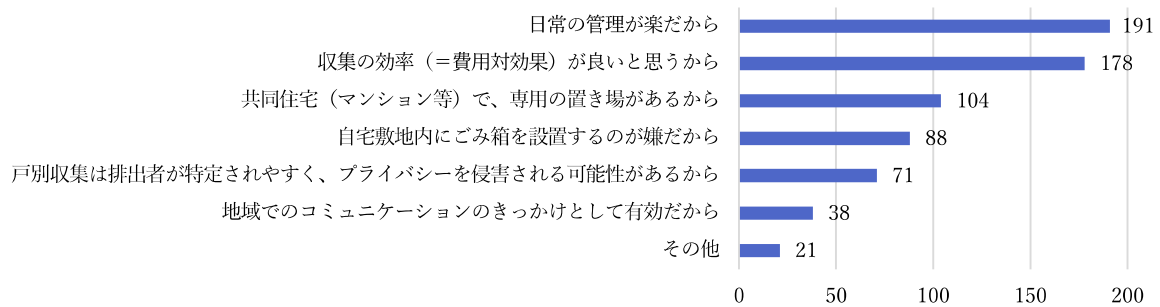 日常の管理が楽だから 191
収集の効率（＝費用対効果）が良いと思うから 178
共同住宅（マンション等）で、専用の置き場があるから 104
自宅敷地内にごみ箱を設置するのが嫌だから 88
戸別収集は排出者が特定されやすく、プライバシーを侵害される可能性があるから 71
地域でのコミュニケーションのきっかけとして有効だから 38
その他 21
0 50 100 150 200